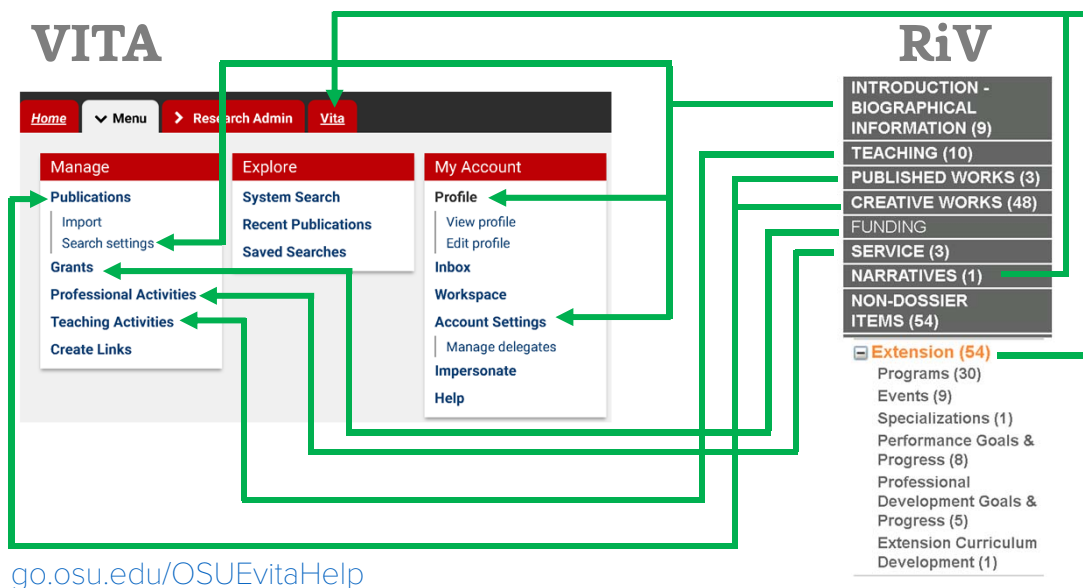 VITA
Home
Menu
Research Admin
Vita
Manage
Publications
Import
Search settings
Grants
Professional Activities
Teaching Activities
Create Links
Explore
System Search
Recent Publications
Saved Searches
My Account
Profile
View profile
Edit profile
Inbox
Workspace
Account Settings
Manage delegates
Impersonate
Help
RiV
INTRODUCTION -
BIOGRAPHICAL
INFORMATION (9)
TEACHING (10)
PUBLISHED WORKS (3)
CREATIVE WORKS (48)
FUNDING
SERVICE (3)
NARRATIVES (1)
NON-DOSSIER
ITEMS (54)
Extension (54)
Programs (30)
Events (9)
Specializations (1)
Performance Goals &
Progress (8)
Professional
Development Goals &
Progress (5)
Extension Curriculum
Development (1)
go.osu.edu/OSUEvitaHelp